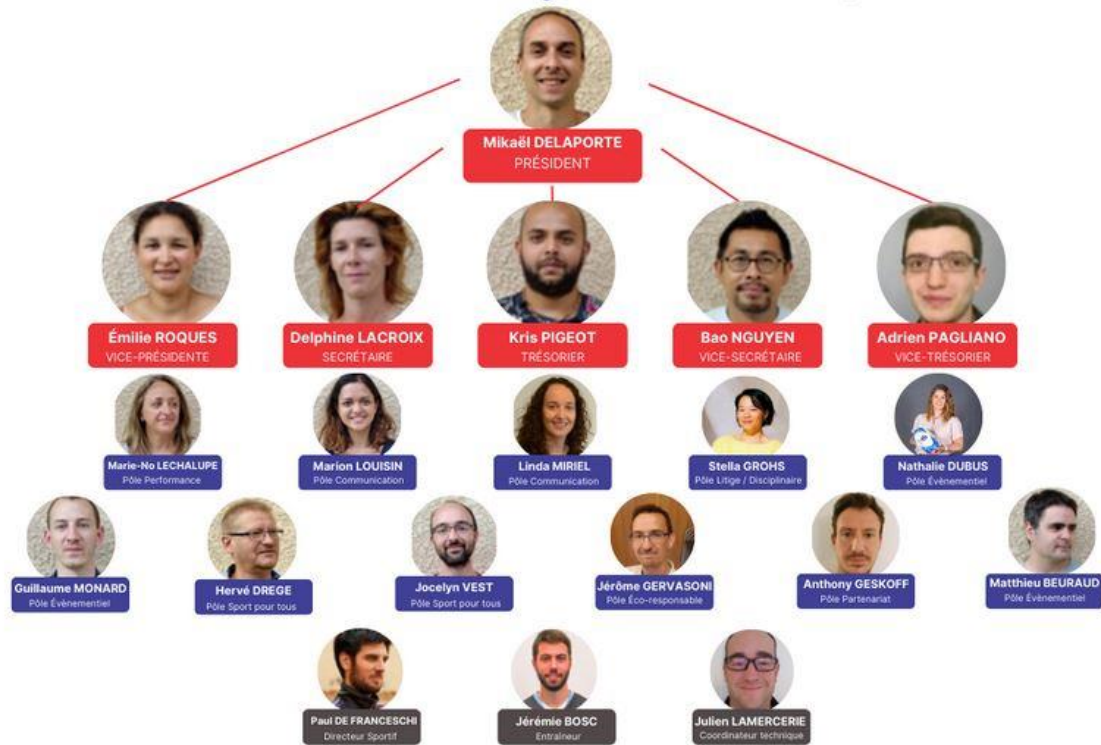 Mikaël DELAPORTE
PRÉSIDENT
Émilie ROQUES
VICE-PRÉSIDENTE
Delphine LACROIX
SECRÉTAIRE
Kris PIGEOT
TRÉSORIER
Bao NGUYEN
VICE-SECRÉTAIRE
Adrien PAGLIANO
VICE-TRÉSORIER
Marie-No LECHALUPE
Pôle Performance
Marion LOUISIN
Pôle Communication
Linda MIRIEL
Pôle Communication
Stella GROHS
Pôle Litige / Disciplinaire
Nathalie DUBUS
Pôle Évènementiel
Guillaume MONARD
Pôle Évènementiel
Hervé DREGE
Pôle Sport pour tous
Jocelyn VEST
Pôle Sport pour tous
Jérôme GERVASONI
Pôle Éco-responsable
Anthony GESKOFF
Pôle Partenariat
Matthieu BEURAUD
Pôle Évènementiel
Paul DE FRANCESCHI
Directeur Sportif
Jérémie BOSC
Entraîneur
Julien LAMERCERIE
Coordinateur technique